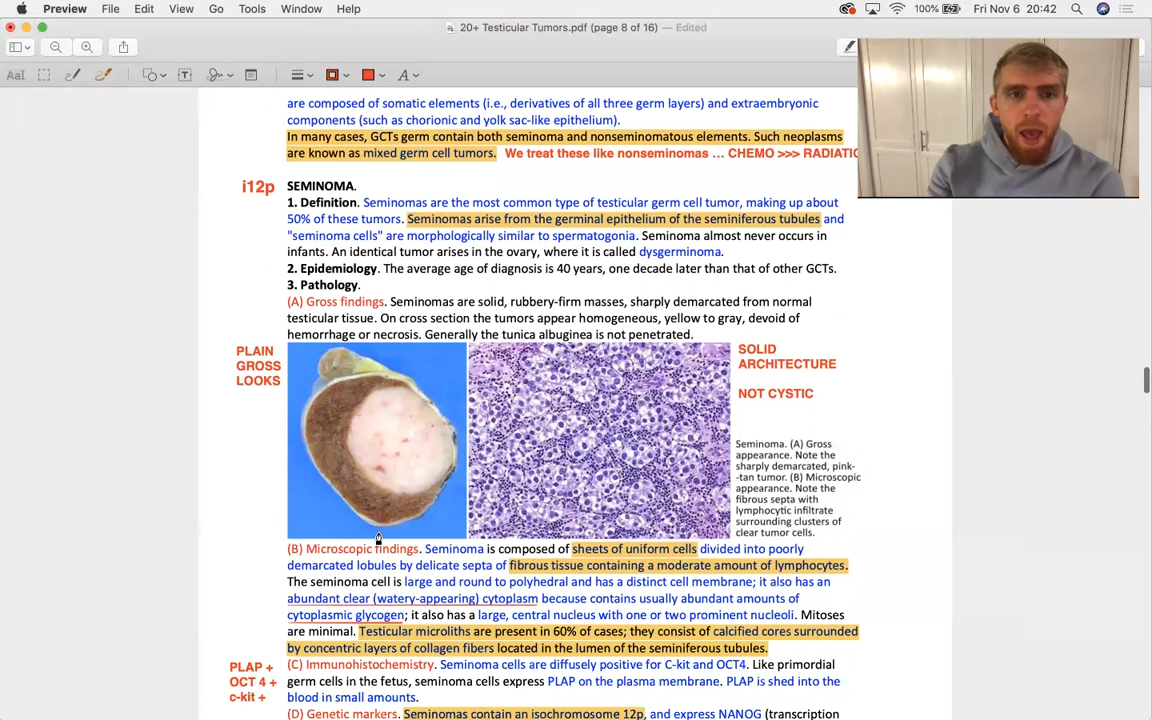 Preview File Edit View Go Tools Window Help 100% Fri Nov 6 20:42
20+ Testicular Tumors.pdf (page 8 of 16) — Edited
AaI A
are composed of somatic elements (i.e., derivatives of all three germ layers) and extraembryonic
components (such as chorionic and yolk sac-like epithelium).
In many cases, GCTs germ contain both seminoma and nonseminomatous elements. Such neoplasms
are known as mixed germ cell tumors. We treat these like nonseminomas ... CHEMO >>> RADIATIO
i12p SEMINOMA.
1. Definition. Seminomas are the most common type of testicular germ cell tumor, making up about
50% of these tumors. Seminomas arise from the germinal epithelium of the seminiferous tubules and
"seminoma cells" are morphologically similar to spermatogonia. Seminoma almost never occurs in
infants. An identical tumor arises in the ovary, where it is called dysgerminoma.
2. Epidemiology. The average age of diagnosis is 40 years, one decade later than that of other GCTs.
3. Pathology.
(A) Gross findings. Seminomas are solid, rubbery-firm masses, sharply demarcated from normal
testicular tissue. On cross section the tumors appear homogeneous, yellow to gray, devoid of
hemorrhage or necrosis. Generally the tunica albuginea is not penetrated.
PLAIN
GROSS
LOOKS
SOLID
ARCHITECTURE
NOT CYSTIC
Seminoma. (A) Gross
appearance. Note the
sharply demarcated, pink-
-tan tumor. (B) Microscopic
appearance. Note the
fibrous septa with
lymphocytic infiltrate
surrounding clusters of
clear tumor cells.
(B) Microscopic findings. Seminoma is composed of sheets of uniform cells divided into poorly
demarcated lobules by delicate septa of fibrous tissue containing a moderate amount of lymphocytes.
The seminoma cell is large and round to polyhedral and has a distinct cell membrane; it also has an
abundant clear (watery-appearing) cytoplasm because contains usually abundant amounts of
cytoplasmic glycogen; it also has a large, central nucleus with one or two prominent nucleoli. Mitoses
are minimal. Testicular microliths are present in 60% of cases; they consist of calcified cores surrounded
by concentric layers of collagen fibers located in the lumen of the seminiferous tubules.
PLAP +
OCT 4 +
c-kit +
(C) Immunohistochemistry. Seminoma cells are diffusely positive for C-kit and OCT4. Like primordial
germ cells in the fetus, seminoma cells express PLAP on the plasma membrane. PLAP is shed into the
blood in small amounts.
(D) Genetic markers. Seminomas contain an isochromosome 12p, and express NANOG (transcription